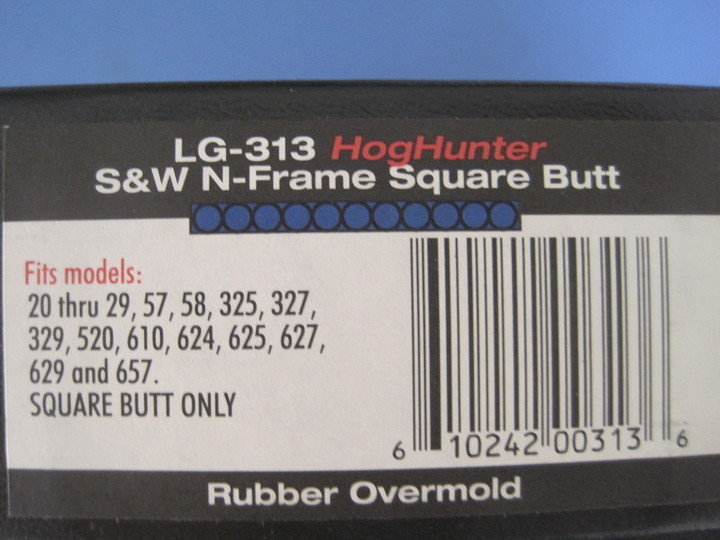 LG-313 HogHunter
S&W N-Frame Square Butt
Fits models:
20 thru 29, 57, 58, 325, 327,
329, 520, 610, 624, 625, 627,
629 and 657.
SQUARE BUTT ONLY
6 10242 00313 6
Rubber Overmold